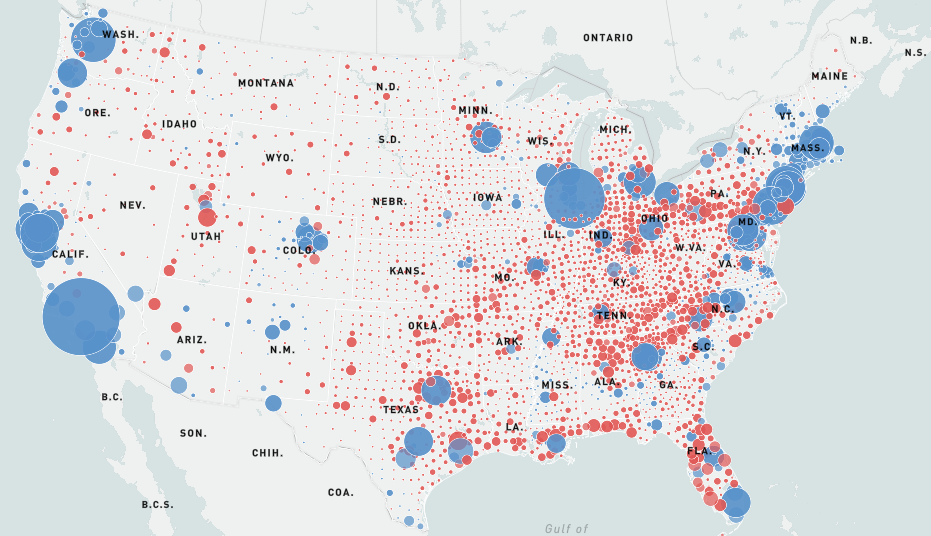 WASH.
ONTARIO
N.B.
N.S.
MAINE
MONTANA
N.D.
MINN.
ORE.
IDAHO
VT.
S.D.
WIS.
MICH.
N.Y.
MASS.
WYO.
PA.
NEV.
NEBR.
IOWA
OHIO
MD.
UTAH
ILL.
IND.
CALIF.
COLO.
W.VA.
VA.
KANS.
MO.
KY.
N.C.
TENN.
OKLA.
ARIZ.
N.M.
ARK.
S.C.
MISS.
ALA.
GA.
B.C.
TEXAS
LA.
SON.
CHIH.
FLA.
COA.
B.C.S.
Gulf of